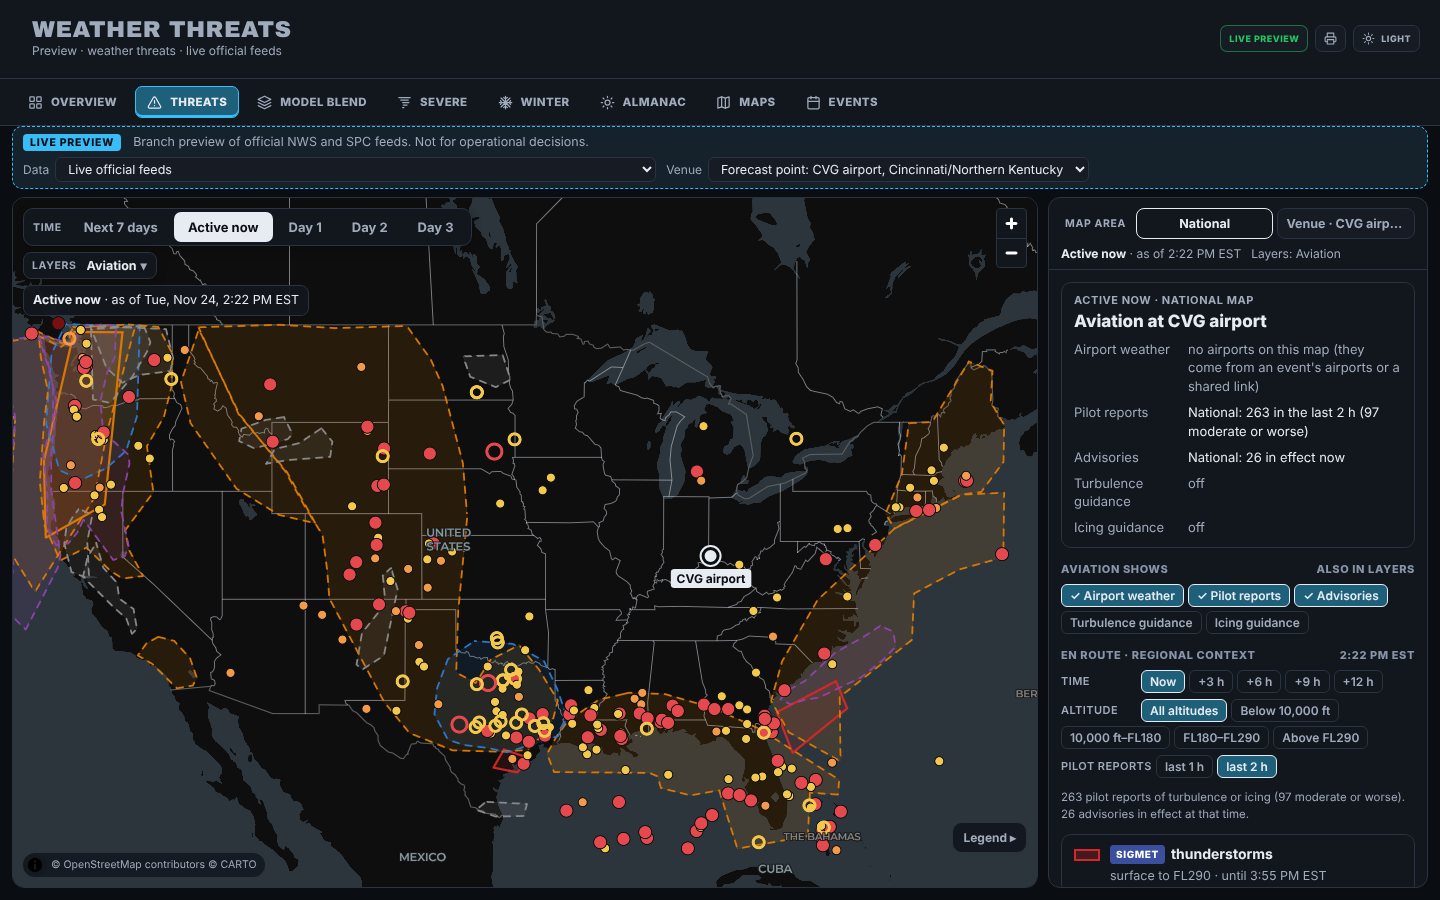 WEATHER THREATS
Preview · weather threats · live official feeds
LIVE PREVIEW
LIGHT
OVERVIEW
THREATS
MODEL BLEND
SEVERE
WINTER
ALMANAC
MAPS
EVENTS
LIVE PREVIEW Branch preview of official NWS and SPC feeds. Not for operational decisions.
Data Live official feeds Venue Forecast point: CVG airport, Cincinnati/Northern Kentucky
TIME Next 7 days Active now Day 1 Day 2 Day 3
LAYERS Aviation ▾
Active now · as of Tue, Nov 24, 2:22 PM EST
+
−
UNITED
STATES
CVG airport
BER
THE BAHAMAS
MEXICO
CUBA
Legend ▸
© OpenStreetMap contributors © CARTO
MAP AREA National Venue · CVG airp...
Active now · as of 2:22 PM EST Layers: Aviation
ACTIVE NOW · NATIONAL MAP
Aviation at CVG airport
Airport weather no airports on this map (they
come from an event's airports or a
shared link)
Pilot reports National: 263 in the last 2 h (97
moderate or worse)
Advisories National: 26 in effect now
Turbulence off
guidance
Icing guidance off
AVIATION SHOWS ALSO IN LAYERS
✓ Airport weather ✓ Pilot reports ✓ Advisories
Turbulence guidance Icing guidance
EN ROUTE · REGIONAL CONTEXT 2:22 PM EST
TIME Now +3 h +6 h +9 h +12 h
ALTITUDE All altitudes Below 10,000 ft
10,000 ft–FL180 FL180–FL290 Above FL290
PILOT REPORTS last 1 h last 2 h
263 pilot reports of turbulence or icing (97 moderate or worse).
26 advisories in effect at that time.
SIGMET thunderstorms
surface to FL290 · until 3:55 PM EST